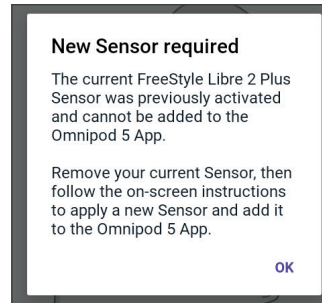 New Sensor required
The current FreeStyle Libre 2 Plus
Sensor was previously activated
and cannot be added to the
Omnipod 5 App.
Remove your current Sensor, then
follow the on-screen instructions
to apply a new Sensor and add it
to the Omnipod 5 App.
OK